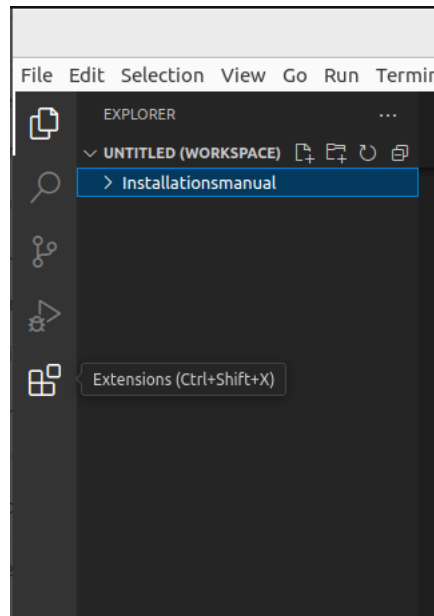 File Edit Selection View Go Run Termin
EXPLORER
UNTITLED (WORKSPACE)
Installationsmanual
Extensions (Ctrl+Shift+X)